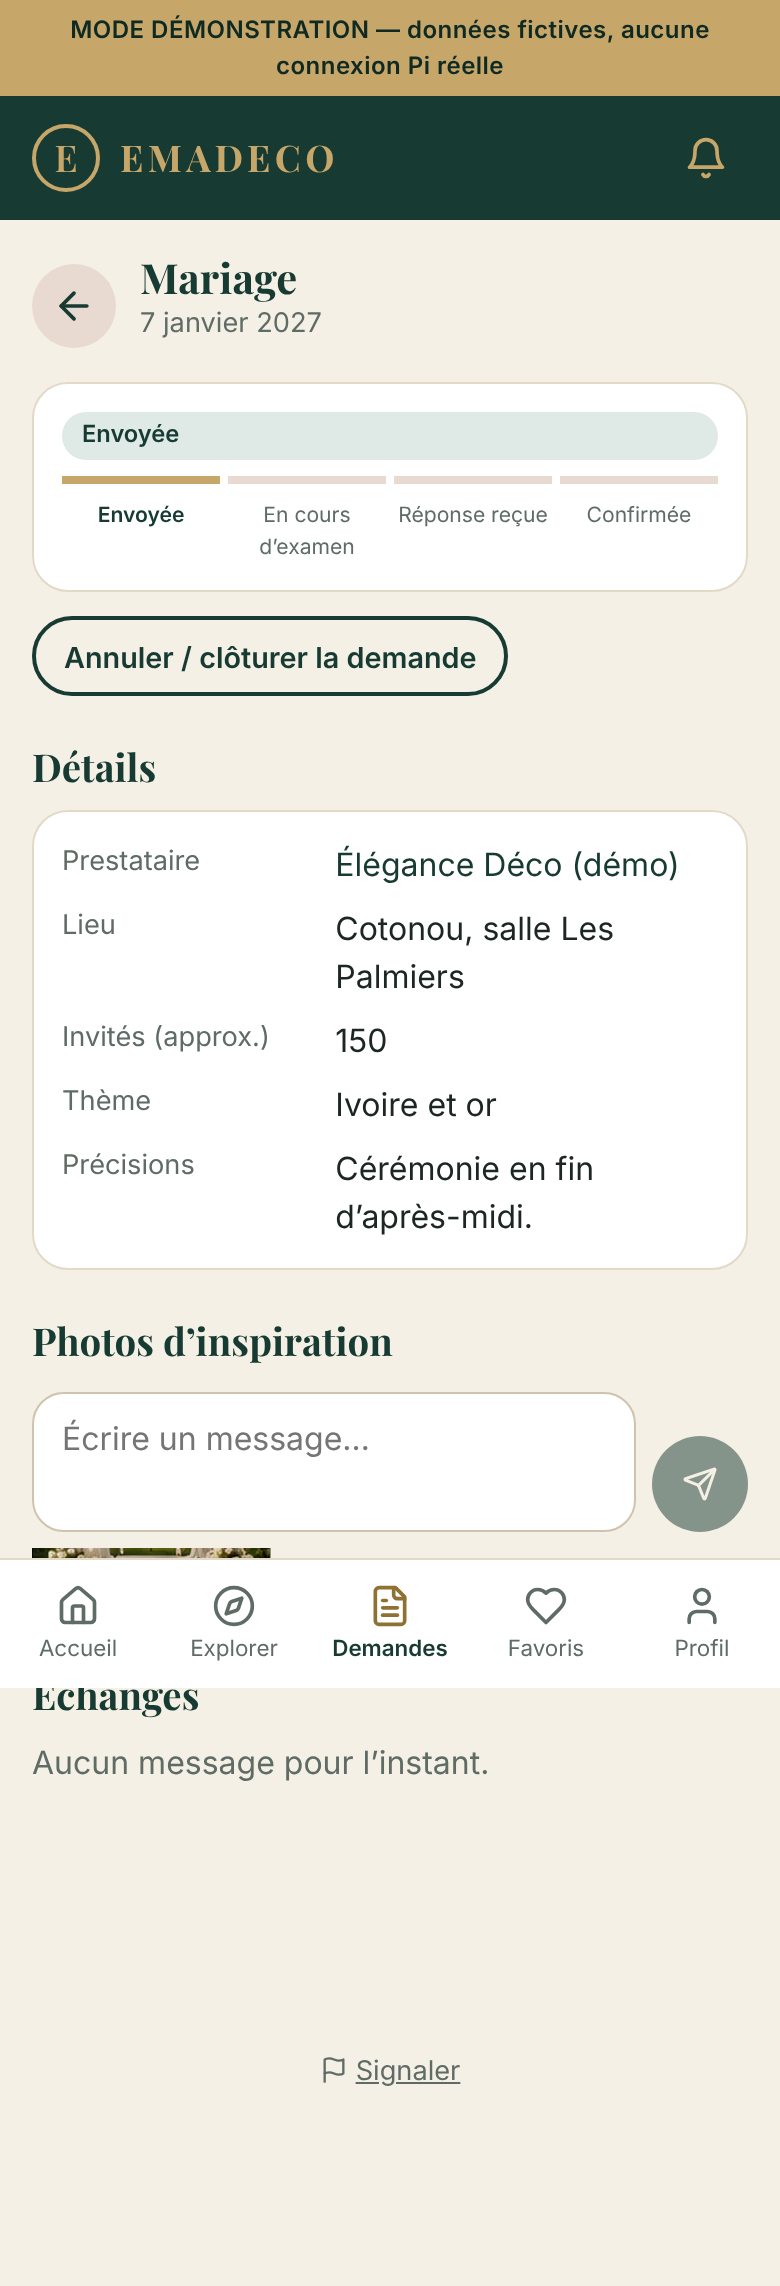 MODE DÉMONSTRATION — données fictives, aucune
connexion Pi réelle
E EMADECO
Mariage
7 janvier 2027
Envoyée
Envoyée
En cours
d’examen
Réponse reçue
Confirmée
Annuler / clôturer la demande
Détails
Prestataire
Élégance Déco (démo)
Lieu
Cotonou, salle Les
Palmiers
Invités (approx.)
150
Thème
Ivoire et or
Précisions
Cérémonie en fin
d’après-midi.
Photos d’inspiration
Écrire un message...
Accueil
Explorer
Demandes
Favoris
Profil
Échanges
Aucun message pour l’instant.
Signaler